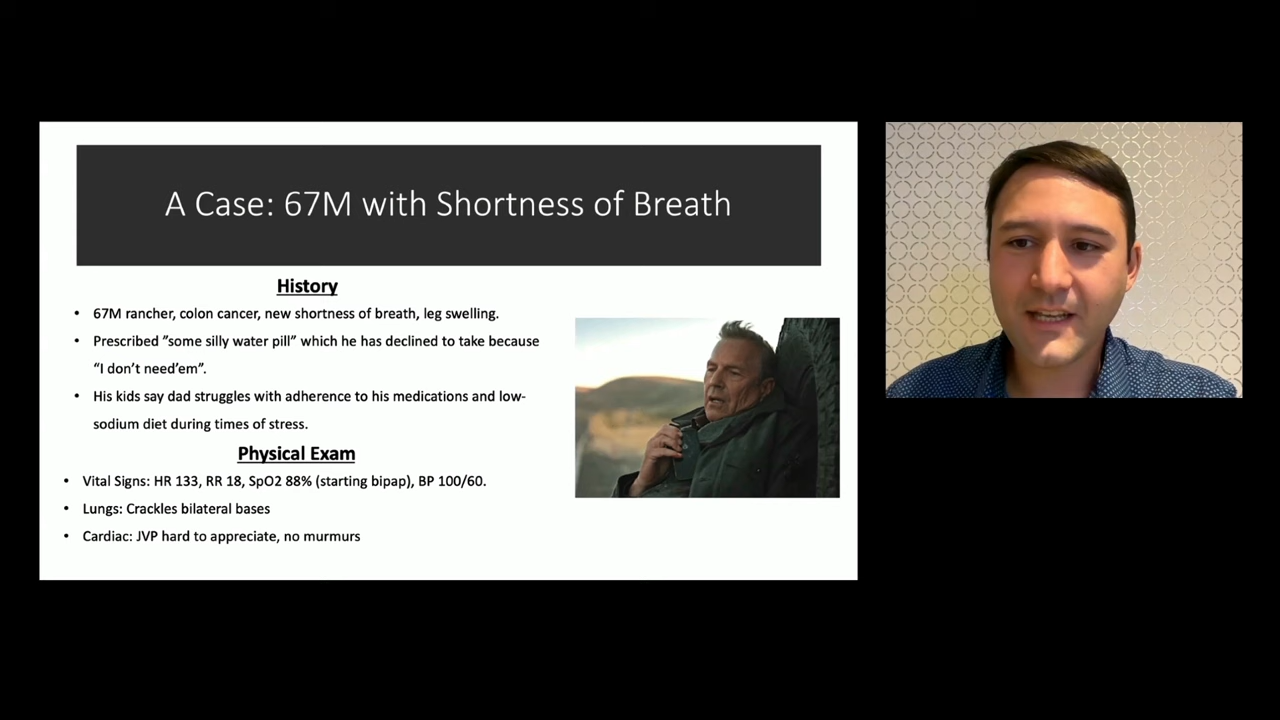 A Case: 67M with Shortness of Breath
History
• 67M rancher, colon cancer, new shortness of breath, leg swelling.
• Prescribed ”some silly water pill” which he has declined to take because
“I don’t need’em”.
• His kids say dad struggles with adherence to his medications and low-
sodium diet during times of stress.
Physical Exam
• Vital Signs: HR 133, RR 18, SpO2 88% (starting bipap), BP 100/60.
• Lungs: Crackles bilateral bases
• Cardiac: JVP hard to appreciate, no murmurs